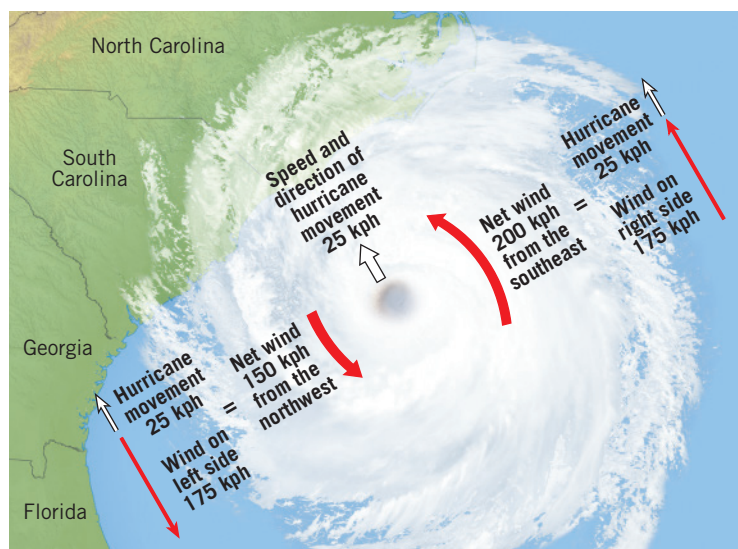 North Carolina
South
Carolina
Georgia
Florida
Speed and
direction of
hurricane
movement
25 kph
Hurricane
movement
25 kph
=
Wind on
right side
175 kph
Net wind
200 kph
from the
southeast
Net wind
150 kph
from the
northwest
=
Hurricane
movement
25 kph
Wind on
left side
175 kph